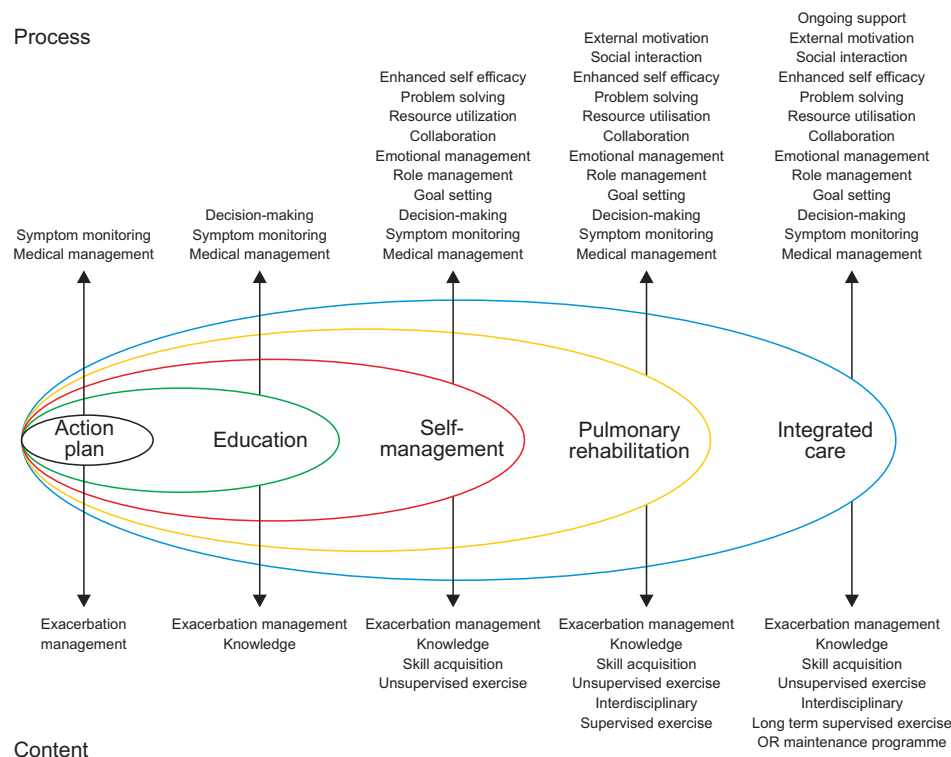 Process
Symptom monitoring
Medical management
Decision-making
Symptom monitoring
Medical management
Enhanced self efficacy
Problem solving
Resource utilization
Collaboration
Emotional management
Role management
Goal setting
Decision-making
Symptom monitoring
Medical management
External motivation
Social interaction
Enhanced self efficacy
Problem solving
Resource utilisation
Collaboration
Emotional management
Role management
Goal setting
Decision-making
Symptom monitoring
Medical management
Ongoing support
External motivation
Social interaction
Enhanced self efficacy
Problem solving
Resource utilisation
Collaboration
Emotional management
Role management
Goal setting
Decision-making
Symptom monitoring
Medical management
Action
plan
Education
Self-
management
Pulmonary
rehabilitation
Integrated
care
Exacerbation
management
Exacerbation management
Knowledge
Exacerbation management
Knowledge
Skill acquisition
Unsupervised exercise
Exacerbation management
Knowledge
Skill acquisition
Unsupervised exercise
Interdisciplinary
Supervised exercise
Exacerbation management
Knowledge
Skill acquisition
Unsupervised exercise
Interdisciplinary
Long term supervised exercise
OR maintenance programme
Content